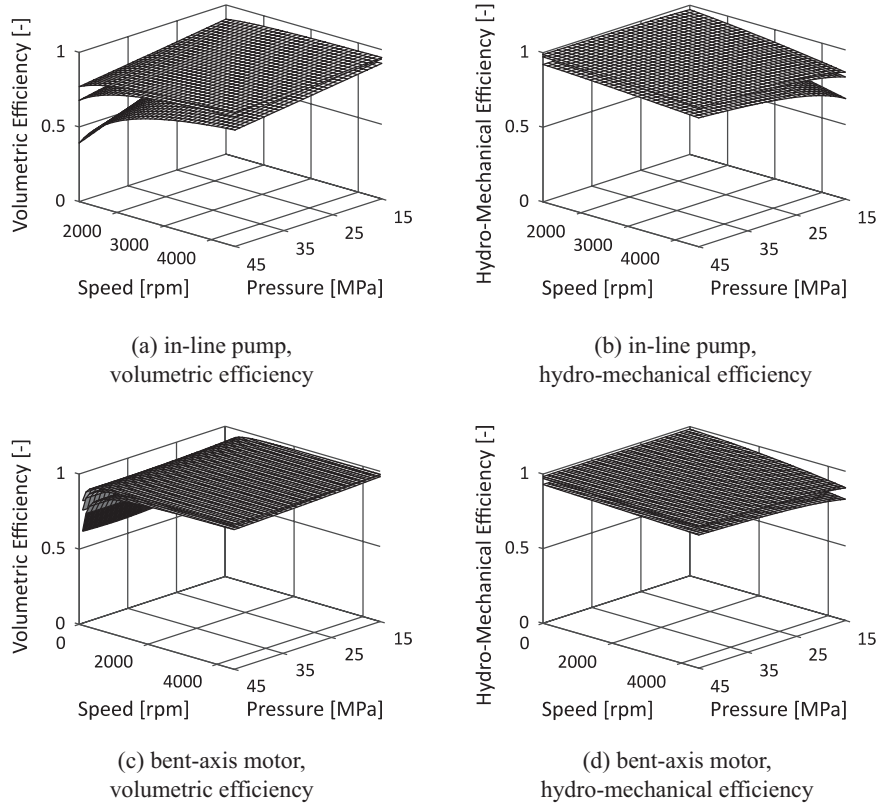 Volumetric Efficiency [-]
1
0.5
0
2000
3000
4000
45
35
25
15
Speed [rpm]
Pressure [MPa]
(a) in-line pump,
volumetric efficiency
Hydro-Mechanical Efficiency [-]
1
0.5
0
2000
3000
4000
45
35
25
15
Speed [rpm]
Pressure [MPa]
(b) in-line pump,
hydro-mechanical efficiency
Volumetric Efficiency [-]
1
0.5
0
0
2000
4000
45
35
25
15
Speed [rpm]
Pressure [MPa]
(c) bent-axis motor,
volumetric efficiency
Hydro-Mechanical Efficiency [-]
1
0.5
0
0
2000
4000
45
35
25
15
Speed [rpm]
Pressure [MPa]
(d) bent-axis motor,
hydro-mechanical efficiency